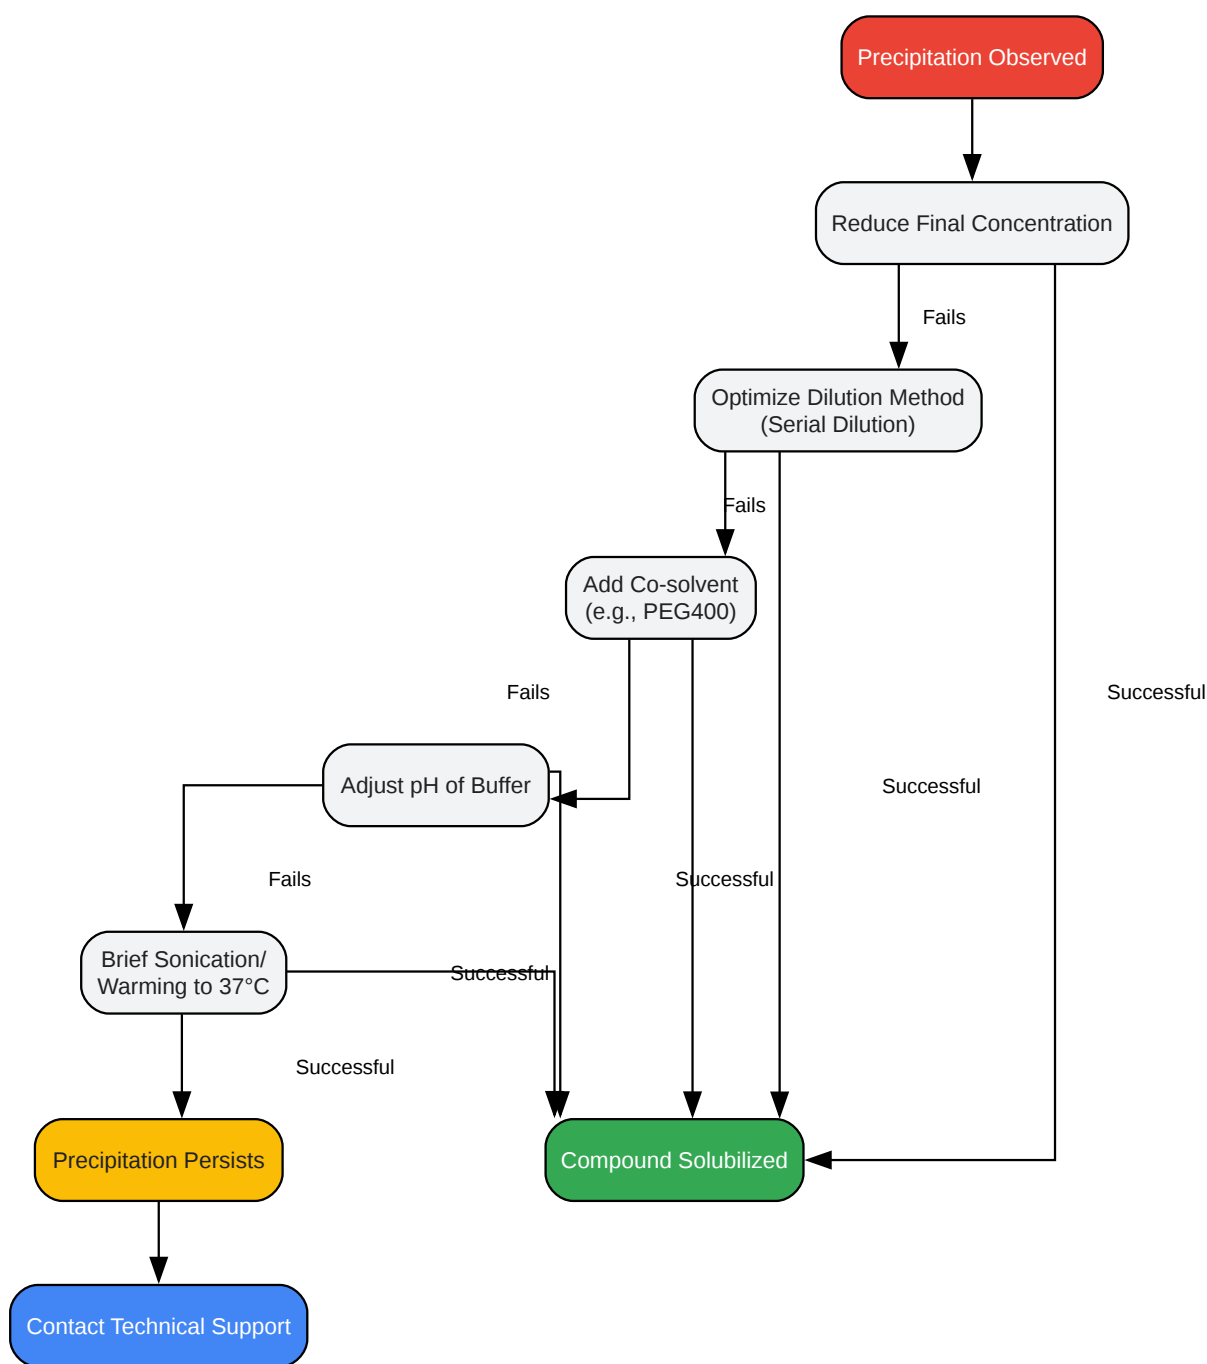 Precipitation Observed
Reduce Final Concentration
Fails
Optimize Dilution Method
(Serial Dilution)
Fails
Add Co-solvent
(e.g., PEG400)
Fails
Successful
Adjust pH of Buffer
Successful
Fails
Successful
Brief Sonication/
Warming to 37°C
Successful
Successful
Precipitation Persists
Compound Solubilized
Contact Technical Support